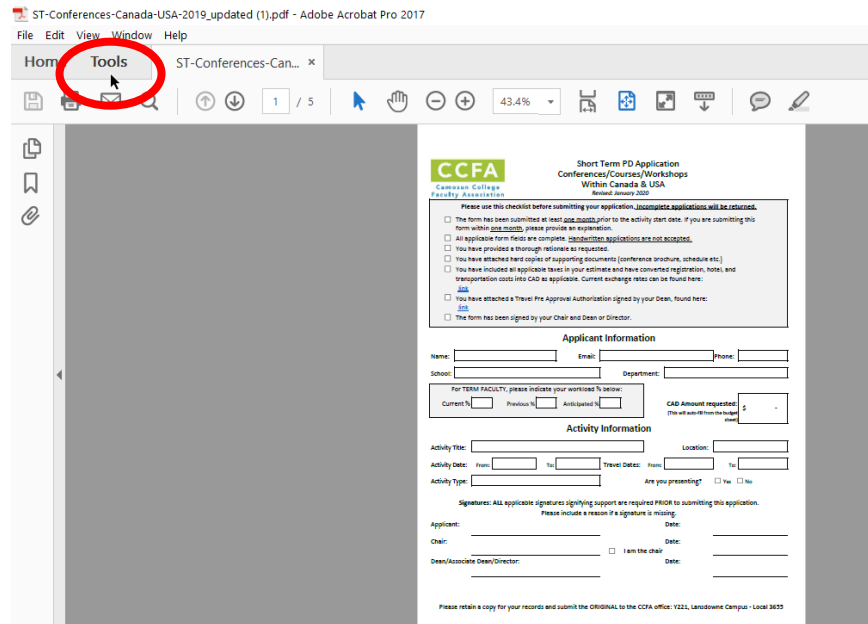 ST-Conferences-Canada-USA-2019_updated (1).pdf - Adobe Acrobat Pro 2017
File Edit View Window Help
Hom Tools ST-Conferences-Can... ×
1 / 5 43.4%
CCFA
Camosun College
Faculty Association
Short Term PD Application
Conferences/Courses/Workshops
Within Canada & USA
Revised: January 2020
Please use this checklist before submitting your application. Incomplete applications will be returned.
The form has been submitted at least one month prior to the activity start date. If you are submitting this
form within one month, please provide an explanation.
All applicable form fields are complete. Handwritten applications are not accepted.
You have provided a thorough rationale as requested.
You have attached hard copies of supporting documents (conference brochure, schedule etc.)
You have included all applicable taxes in your estimate and have converted registration, hotel, and
transportation costs into CAD as applicable. Current exchange rates can be found here:
link
You have attached a Travel Pre Approval Authorization signed by your Dean, found here:
link
The form has been signed by your Chair and Dean or Director.
Applicant Information
Name: Email: Phone:
School: Department:
For TERM FACULTY, please indicate your workload % below:
Current % Previous % Anticipated %
CAD Amount requested: $ -
(This will auto-fill from the budget
sheet)
Activity Information
Activity Title: Location:
Activity Date: From: To: Travel Dates: From: To:
Activity Type: Are you presenting? Yes No
Signatures: ALL applicable signatures signifying support are required PRIOR to submitting this application.
Please include a reason if a signature is missing.
Applicant: Date:
Chair: Date:
I am the chair
Dean/Associate Dean/Director: Date:
Please retain a copy for your records and submit the ORIGINAL to the CCFA office: Y221, Lansdowne Campus - Local 3655